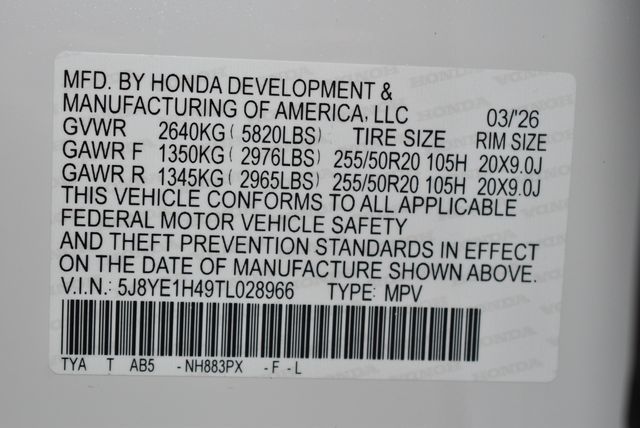 MFD. BY HONDA DEVELOPMENT &
MANUFACTURING OF AMERICA, LLC 03/'26
GVWR 2640KG ( 5820LBS ) TIRE SIZE RIM SIZE
GAWR F 1350KG ( 2976LBS ) 255/50R20 105H 20X9.0J
GAWR R 1345KG ( 2965LBS ) 255/50R20 105H 20X9.0J
THIS VEHICLE CONFORMS TO ALL APPLICABLE
FEDERAL MOTOR VEHICLE SAFETY
AND THEFT PREVENTION STANDARDS IN EFFECT
ON THE DATE OF MANUFACTURE SHOWN ABOVE.
V.I.N.: 5J8YE1H49TL028966 TYPE: MPV
TYA T AB5 - NH883PX - F - L